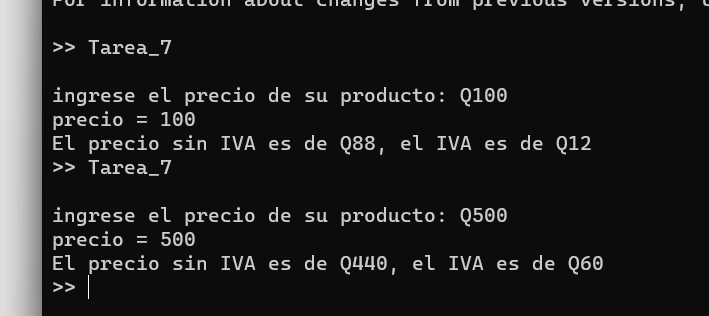 For information about changes from previous versions,
>> Tarea_7
ingrese el precio de su producto: Q100
precio = 100
El precio sin IVA es de Q88, el IVA es de Q12
>> Tarea_7
ingrese el precio de su producto: Q500
precio = 500
El precio sin IVA es de Q440, el IVA es de Q60
>>